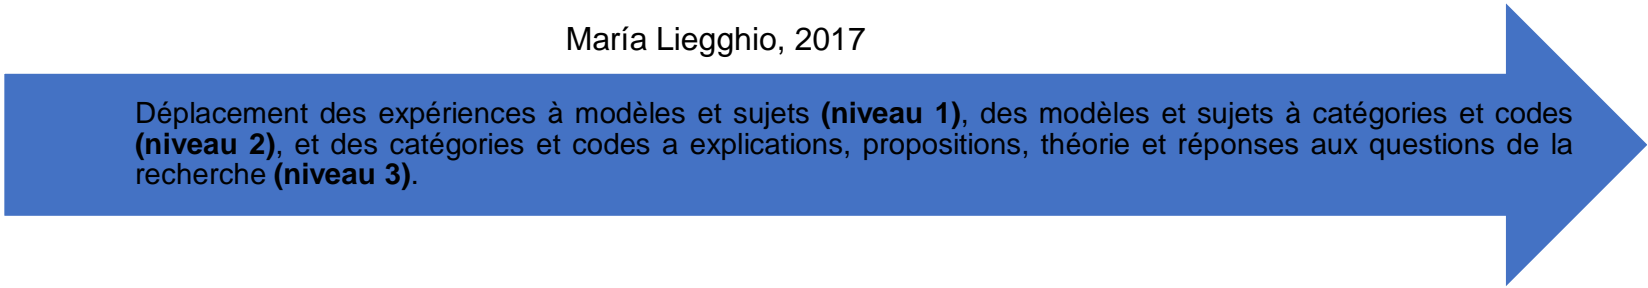 María Liegghio, 2017
Déplacement des expériences à modèles et sujets (niveau 1), des modèles et sujets à catégories et codes
(niveau 2), et des catégories et codes a explications, propositions, théorie et réponses aux questions de la
recherche (niveau 3).